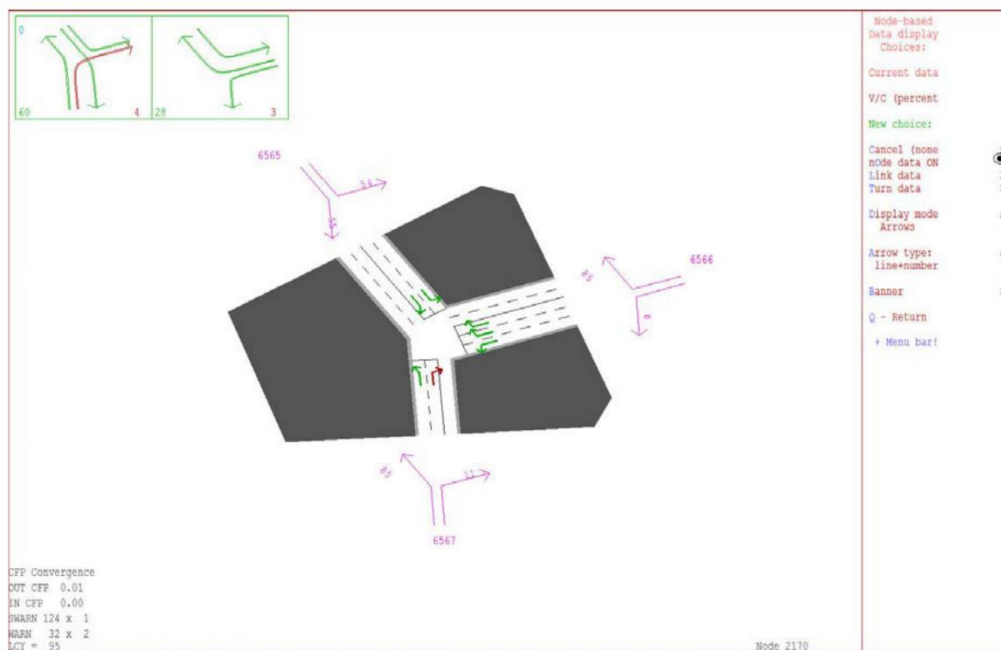 0
60
4
28
3
6565
6566
6567
85
11
Node-based
Data display
Choices:
Current data
V/C (percent
New choice:
Cancel (none
nOde data ON
Link data
Turn data
Display mode
Arrows
Arrow type:
line+number
Banner
Q - Return
+ Menu bar!
CFP Convergence
OUT CFP 0.01
IN CFP 0.00
SWARN 124 x 1
WARN 32 x 2
LCY = 95
Node 2170